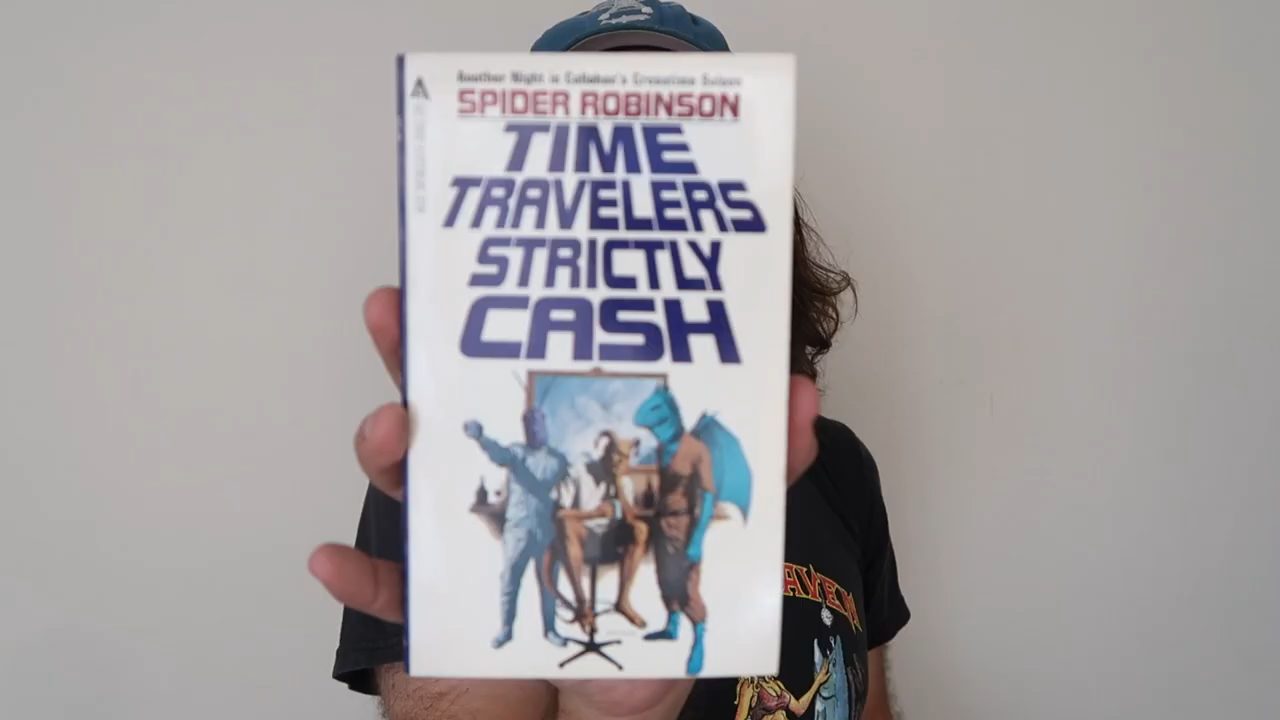 Another Night in Callahan's Crosstime Saloon
SPIDER ROBINSON
TIME
TRAVELERS
STRICTLY
CASH